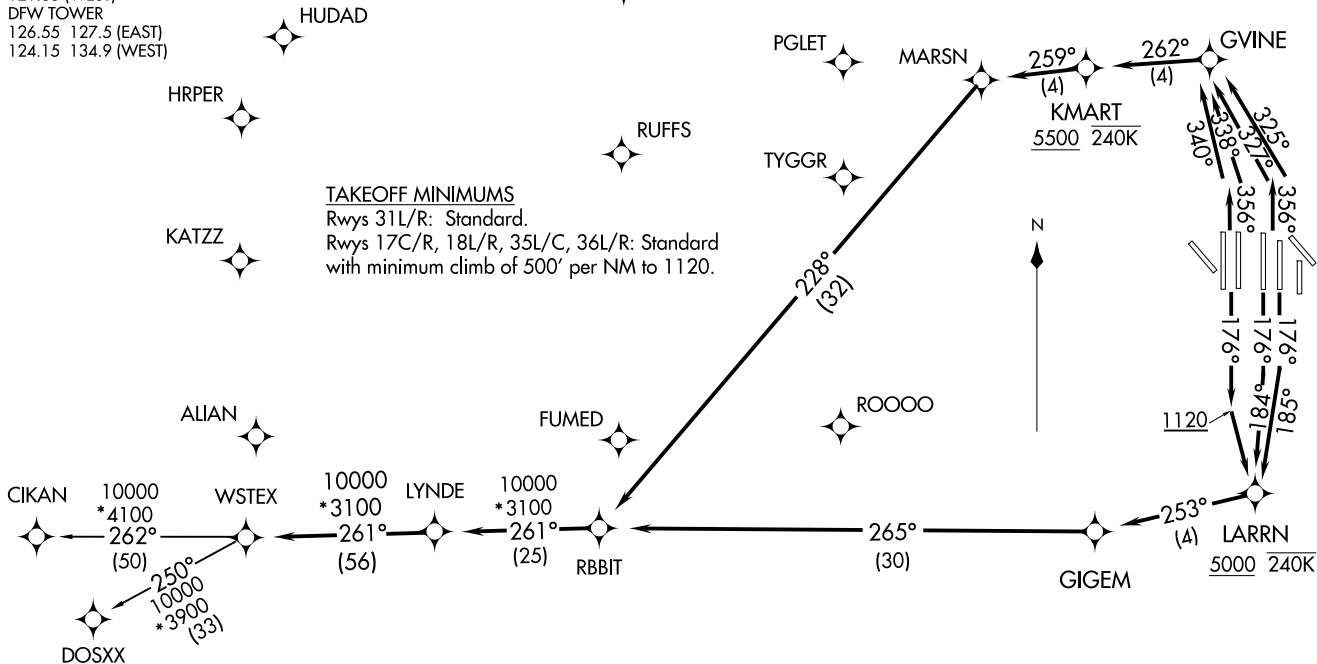 DFW TOWER
126.55 127.5 (EAST)
124.15 134.9 (WEST)
HUDAD
PGLET
MARSN
259°
(4)
262°
(4)
GVINE
KMART
5500 240K
HRPER
RUFFS
TYGGR
340°
338°
327°
325°
356°
356°
TAKEOFF MINIMUMS
Rwys 31L/R: Standard.
Rwys 17C/R, 18L/R, 35L/C, 36L/R: Standard
with minimum climb of 500' per NM to 1120.
KATZZ
N
228°
(32)
176°
176°
176°
ALIAN
FUMED
ROOOO
1120
184°
185°
CIKAN
10000
*4100
262°
(50)
WSTEX
10000
*3100
261°
(56)
LYNDE
10000
*3100
261°
(25)
RBBIT
265°
(30)
GIGEM
253°
(4)
LARRN
5000 240K
250°
10000
*3900
(33)
DOSXX